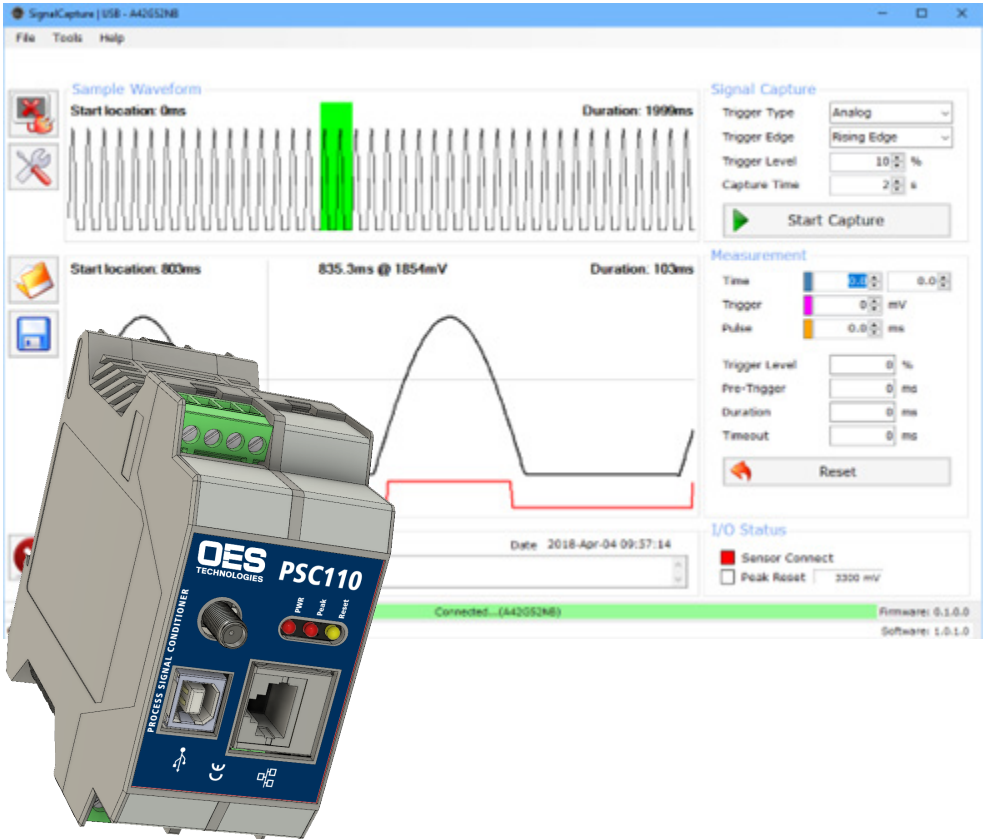 SignalCapture | USB - A42G52NB
File Tools Help
Sample Waveform
Start location: 0ms Duration: 1999ms
Start location: 803ms 835.3ms @ 1854mV Duration: 103ms
Signal Capture
Trigger Type Analog
Trigger Edge Rising Edge
Trigger Level 10 %
Capture Time 2 s
Start Capture
Measurement
Time 0.0 0.0
Trigger 0 mV
Pulse 0.0 ms
Trigger Level 0 %
Pre-Trigger 0 ms
Duration 0 ms
Timeout 0 ms
Reset
Date 2018-Apr-04 09:37:14
I/O Status
Sensor Connect
Peak Reset 3300 mV
Connected...(A42G52NB)
Firmware: 0.1.0.0
Software: 1.0.1.0
OES
TECHNOLOGIES
PSC110
PWR Peak Reset
PROCESS SIGNAL CONDITIONER
CE